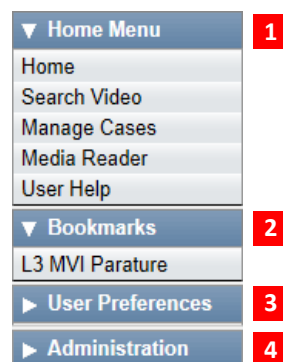 ▼ Home Menu 1
Home
Search Video
Manage Cases
Media Reader
User Help
▼ Bookmarks 2
L3 MVI Parature
► User Preferences 3
► Administration 4